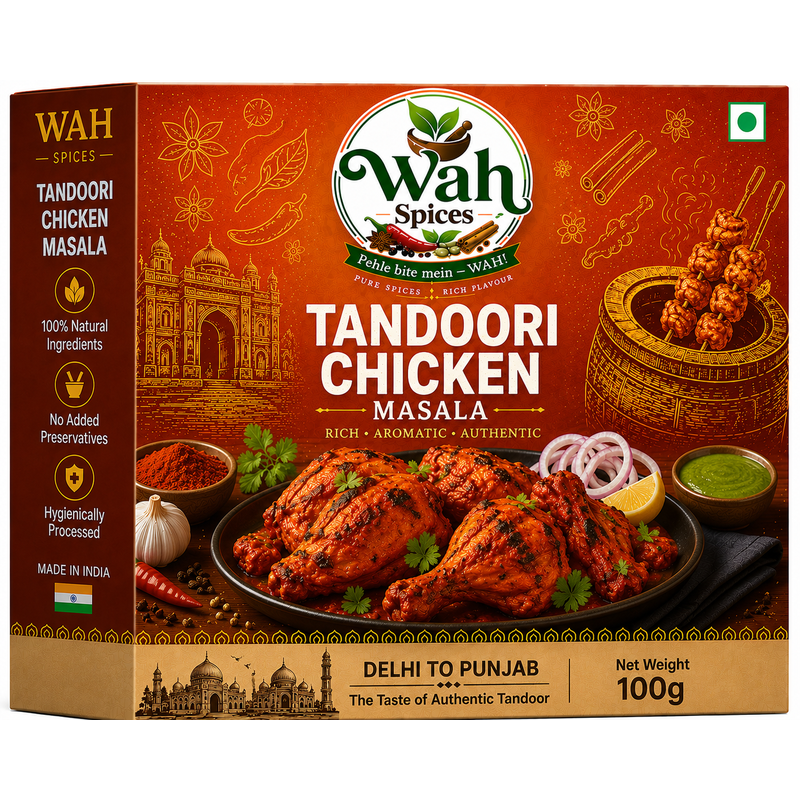 WAH
SPICES
TANDOORI
CHICKEN
MASALA
100% Natural
Ingredients
No Added
Preservatives
Hygienically
Processed
MADE IN INDIA
Wah
Spices
Pehle bite mein – WAH!
PURE SPICES RICH FLAVOUR
TANDOORI
CHICKEN
MASALA
RICH • AROMATIC • AUTHENTIC
DELHI TO PUNJAB
The Taste of Authentic Tandoor
Net Weight
100g